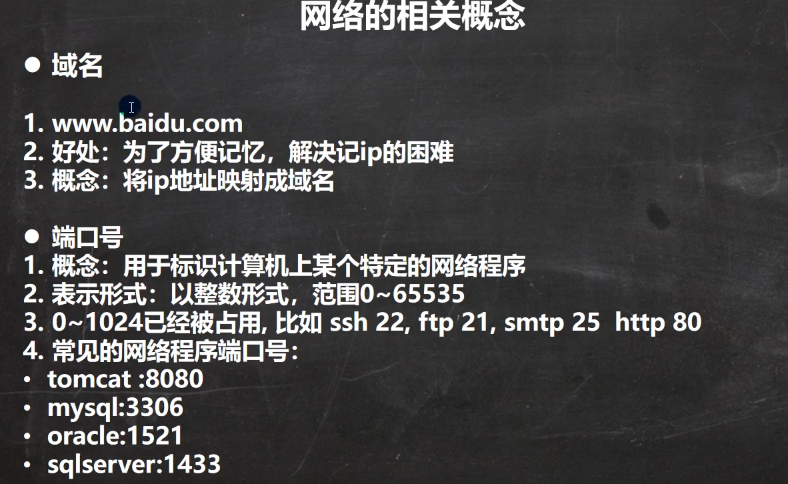 网络的相关概念
● 域名
1. www.baidu.com
2. 好处：为了方便记忆，解决记ip的困难
3. 概念：将ip地址映射成域名
● 端口号
1. 概念：用于标识计算机上某个特定的网络程序
2. 表示形式：以整数形式，范围0~65535
3. 0~1024已经被占用, 比如 ssh 22, ftp 21, smtp 25  http 80
4. 常见的网络程序端口号：
• tomcat :8080
• mysql:3306
• oracle:1521
• sqlserver:1433